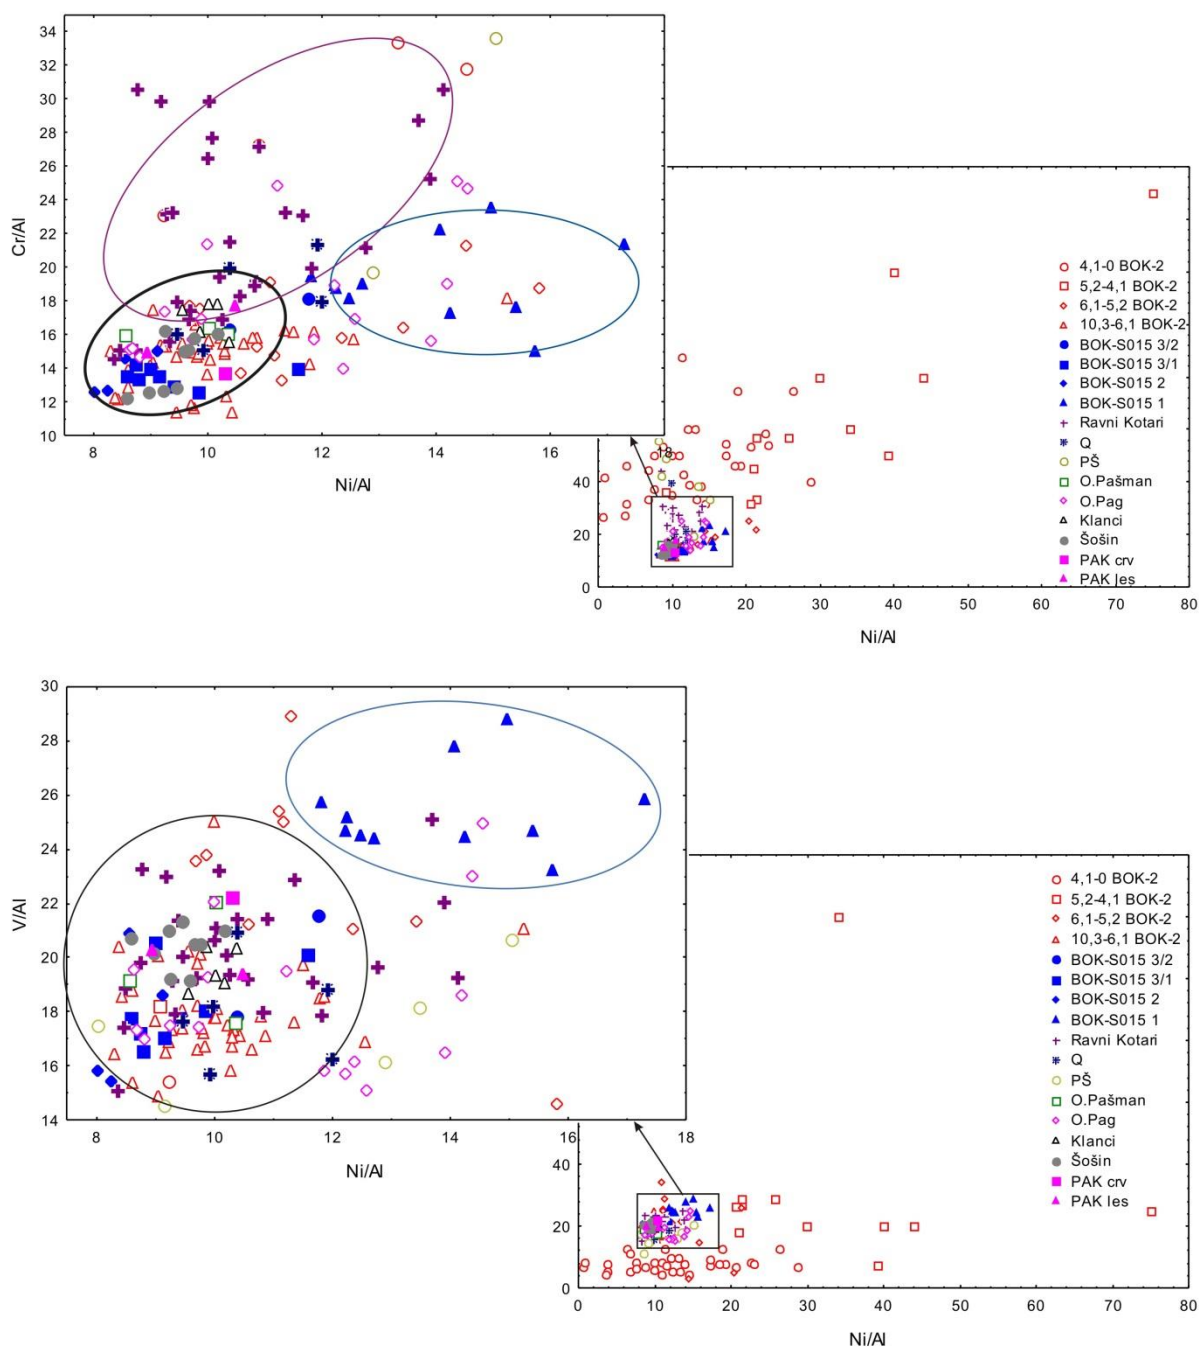 34
32
30
28
26
24
22
20
18
16
14
12
10
Cr/Al
8
10
12
14
16
18
Ni/Al
4,1-0 BOK-2
5,2-4,1 BOK-2
6,1-5,2 BOK-2
10,3-6,1 BOK-2
BOK-S015 3/2
BOK-S015 3/1
BOK-S015 2
BOK-S015 1
Ravni Kotari
Q
PŠ
O.Pašman
O.Pag
Klanci
Šošin
PAK crv
PAK les
40
20
0
0
10
20
30
40
50
60
70
80
Ni/Al
30
28
26
24
22
20
18
16
14
V/Al
8
10
12
14
16
18
Ni/Al
4,1-0 BOK-2
5,2-4,1 BOK-2
6,1-5,2 BOK-2
10,3-6,1 BOK-2
BOK-S015 3/2
BOK-S015 3/1
BOK-S015 2
BOK-S015 1
Ravni Kotari
Q
PŠ
O.Pašman
O.Pag
Klanci
Šošin
PAK crv
PAK les
40
20
0
0
10
20
30
40
50
60
70
80
Ni/Al